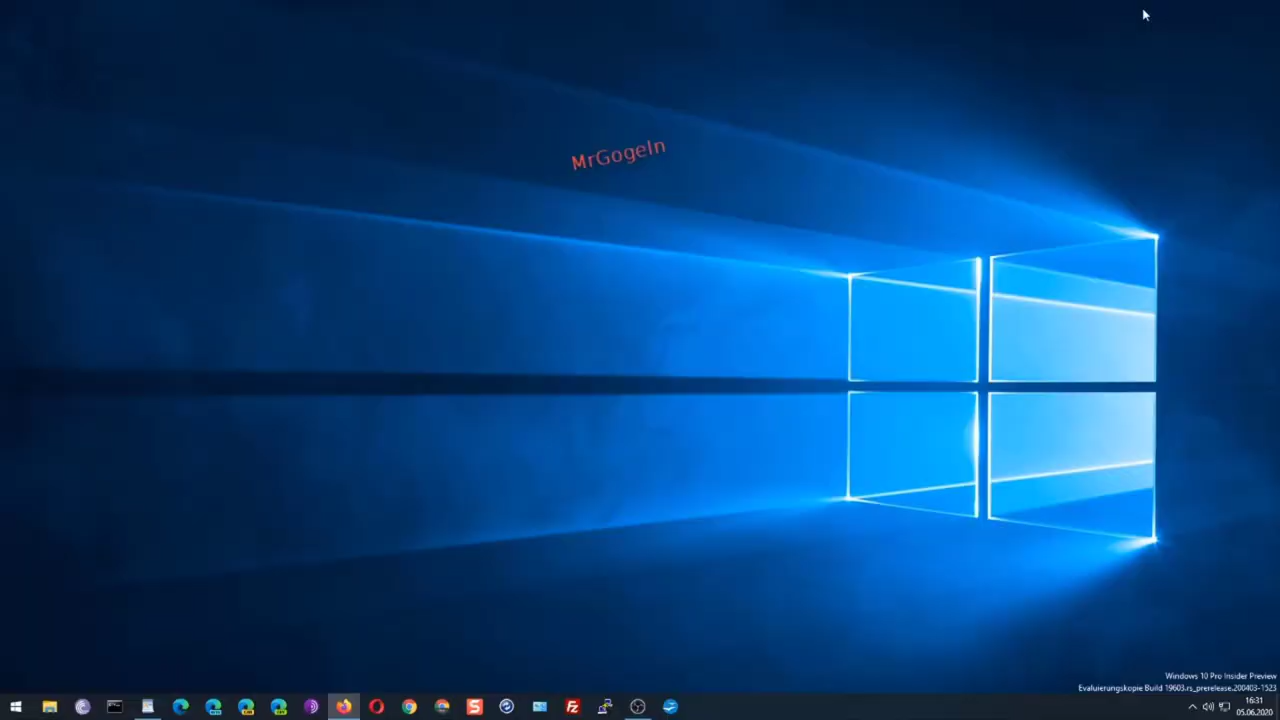 MrGogeln
Windows 10 Pro Insider Preview
Evaluierungskopie Build 19603.rs_prerelease.200403-1523
16:31
05.06.2020